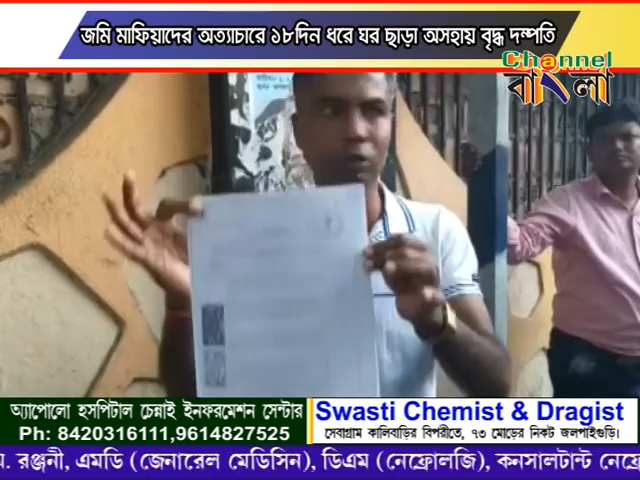 জমি মাফিয়াদের অত্যাচারে ১৮দিন ধরে ঘর ছাড়া অসহায় বৃদ্ধ দম্পতি
Channel
বাংলা
অ্যাপোলো হসপিটাল চেন্নাই ইনফরমেশন সেন্টার
Ph: 8420316111,9614827525
Swasti Chemist & Dragist
সেবাগ্রাম কালিবাড়ির বিপরীতে, ৭৩ মোড়ের নিকট জলপাইগুড়ি।
রঞ্জনী, এমডি (জেনারেল মেডিসিন), ডিএম (নেফ্রোলজি), কনসালটান্ট